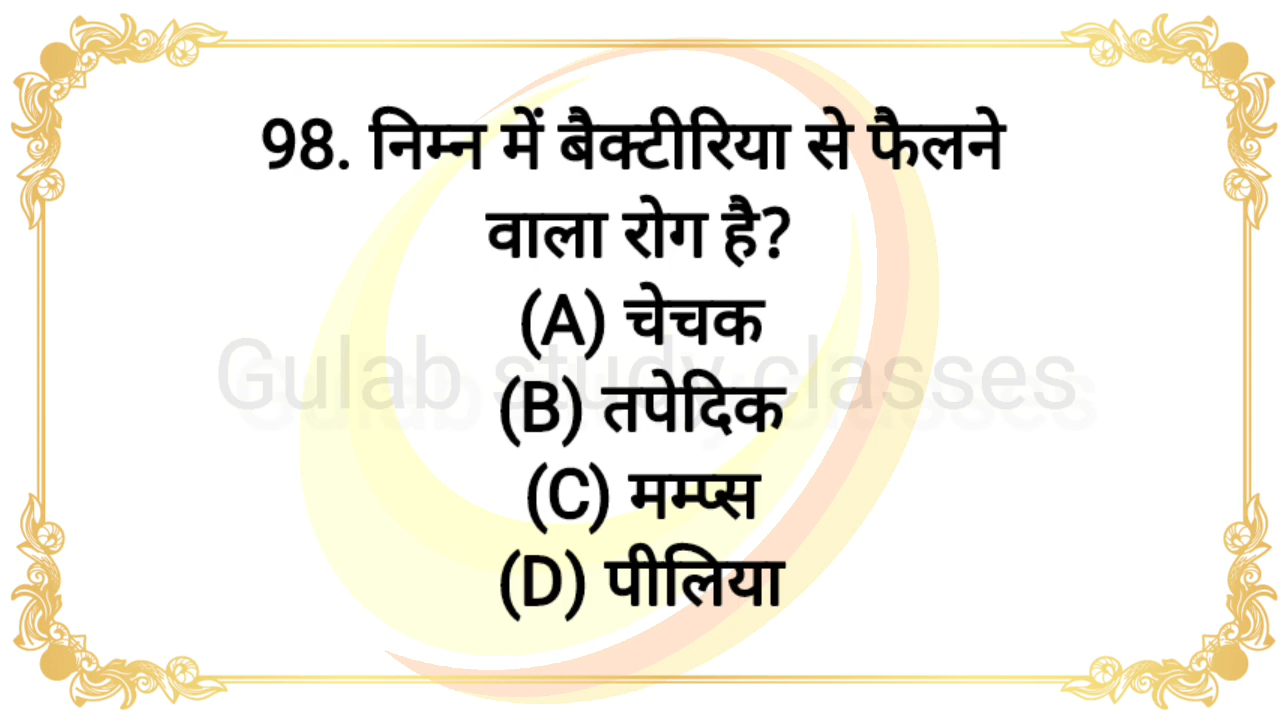 98. निम्न में बैक्टीरिया से फैलने
वाला रोग है?
(A) चेचक
Gulab study classes
(B) तपेदिक
(C) मम्प्स
(D) पीलिया